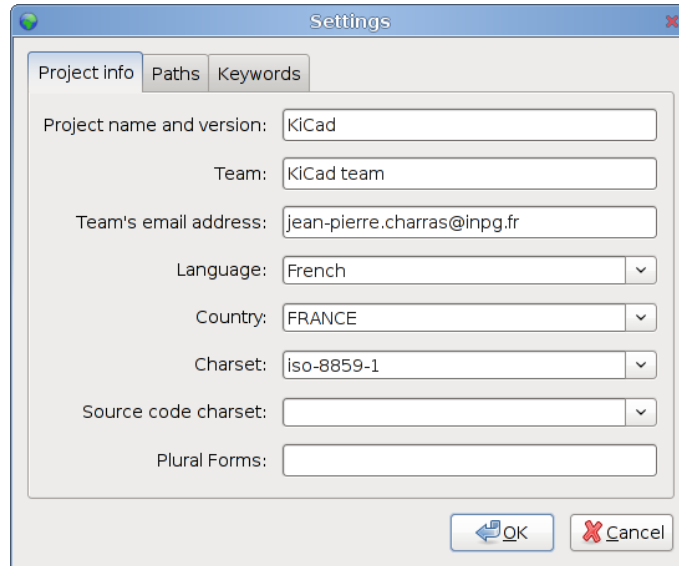 Settings
Project info Paths Keywords
Project name and version: KiCad
Team: KiCad team
Team's email address: jean-pierre.charras@inpg.fr
Language: French
Country: FRANCE
Charset: iso-8859-1
Source code charset:
Plural Forms:
OK Cancel